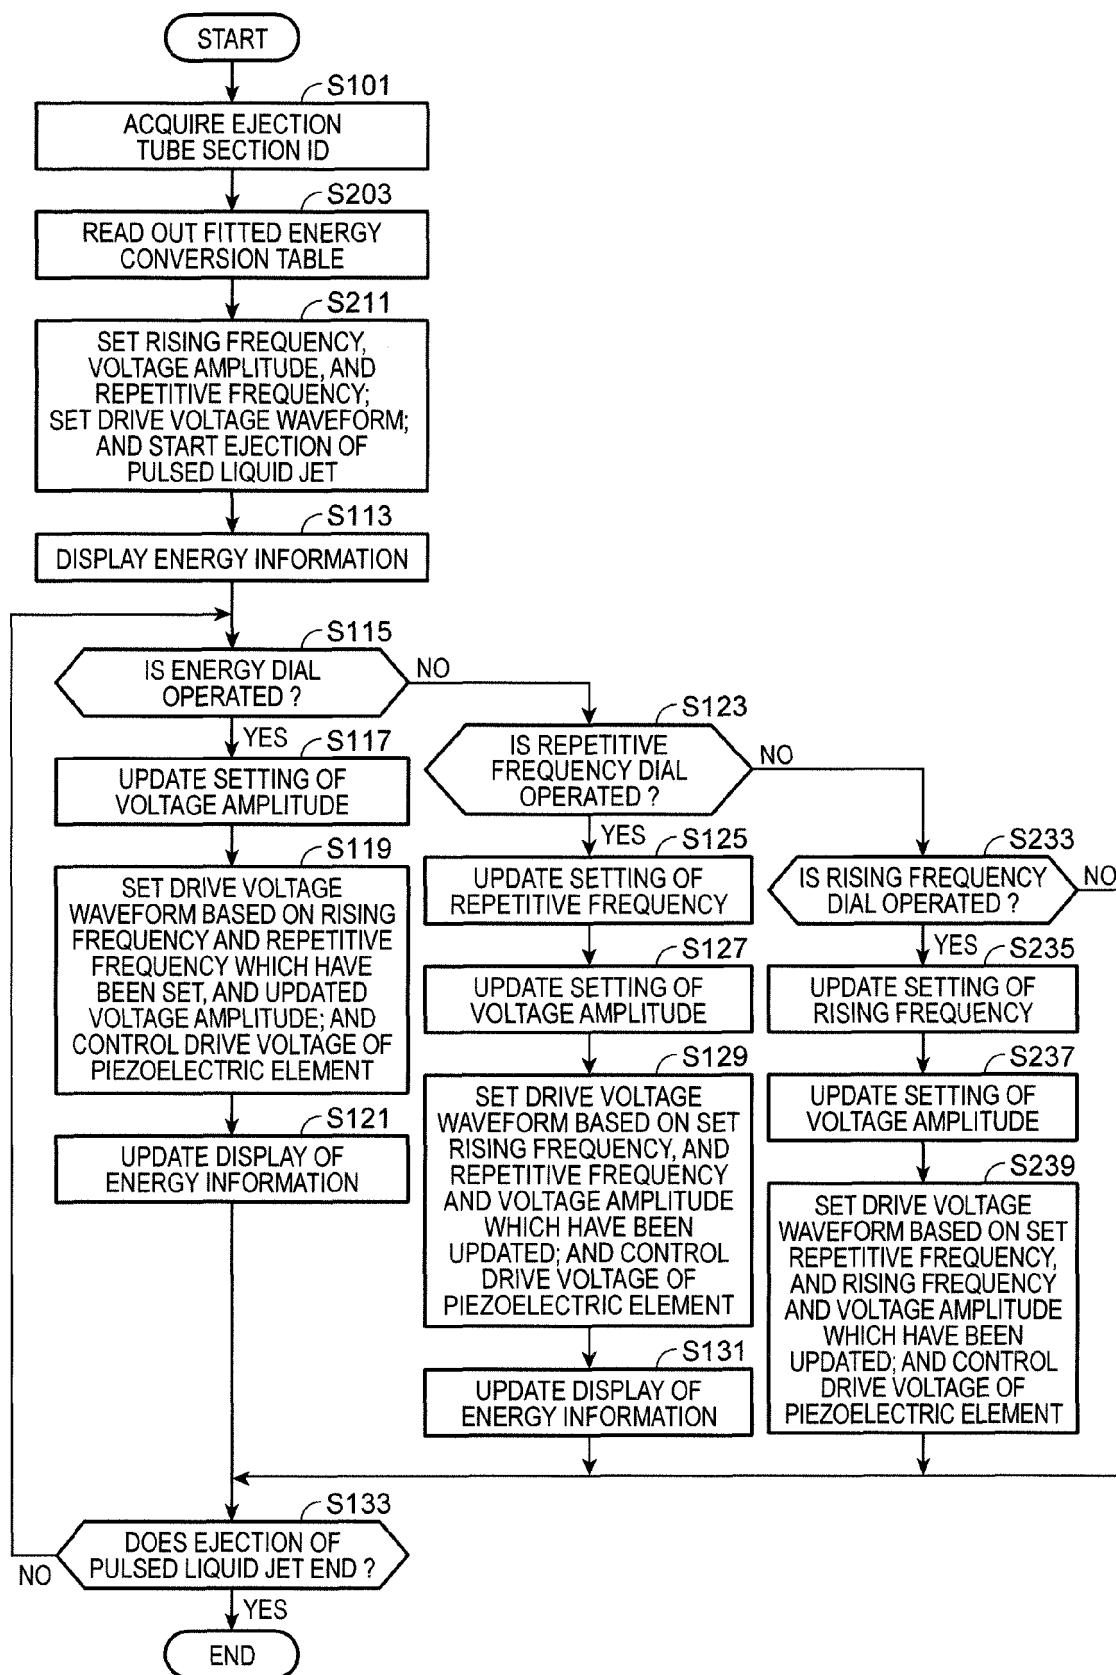 START
S101
ACQUIRE EJECTION
TUBE SECTION ID
S203
READ OUT FITTED ENERGY
CONVERSION TABLE
S211
SET RISING FREQUENCY,
VOLTAGE AMPLITUDE, AND
REPETITIVE FREQUENCY;
SET DRIVE VOLTAGE WAVEFORM;
AND START EJECTION OF
PULSED LIQUID JET
S113
DISPLAY ENERGY INFORMATION
S115
IS ENERGY DIAL
OPERATED ?
NO
YES
S117
UPDATE SETTING OF
VOLTAGE AMPLITUDE
S119
SET DRIVE VOLTAGE
WAVEFORM BASED ON RISING
FREQUENCY AND REPETITIVE
FREQUENCY WHICH HAVE
BEEN SET, AND UPDATED
VOLTAGE AMPLITUDE; AND
CONTROL DRIVE VOLTAGE OF
PIEZOELECTRIC ELEMENT
S121
UPDATE DISPLAY OF
ENERGY INFORMATION
S123
IS REPETITIVE
FREQUENCY DIAL
OPERATED ?
NO
YES
S125
UPDATE SETTING OF
REPETITIVE FREQUENCY
S127
UPDATE SETTING OF
VOLTAGE AMPLITUDE
S129
SET DRIVE VOLTAGE
WAVEFORM BASED ON SET
RISING FREQUENCY, AND
REPETITIVE FREQUENCY
AND VOLTAGE AMPLITUDE
WHICH HAVE BEEN
UPDATED; AND CONTROL
DRIVE VOLTAGE OF
PIEZOELECTRIC ELEMENT
S131
UPDATE DISPLAY OF
ENERGY INFORMATION
S233
IS RISING FREQUENCY
DIAL OPERATED ?
NO
YES
S235
UPDATE SETTING OF
RISING FREQUENCY
S237
UPDATE SETTING OF
VOLTAGE AMPLITUDE
S239
SET DRIVE VOLTAGE
WAVEFORM BASED ON SET
REPETITIVE FREQUENCY,
AND RISING FREQUENCY
AND VOLTAGE AMPLITUDE
WHICH HAVE BEEN
UPDATED; AND CONTROL
DRIVE VOLTAGE OF
PIEZOELECTRIC ELEMENT
S133
DOES EJECTION OF
PULSED LIQUID JET END ?
NO
YES
END